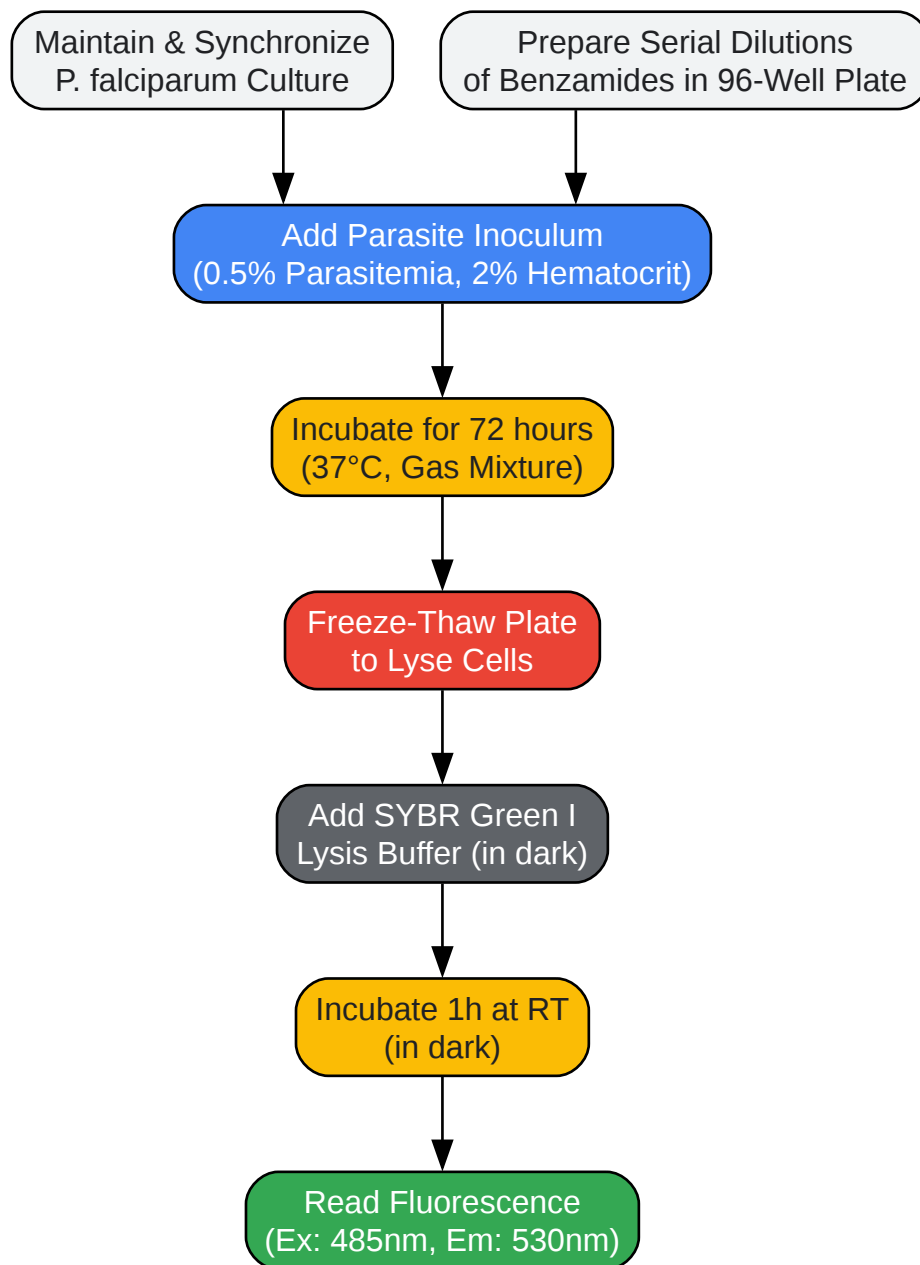 Maintain & Synchronize
P. falciparum Culture
Prepare Serial Dilutions
of Benzamides in 96-Well Plate
Add Parasite Inoculum
(0.5% Parasitemia, 2% Hematocrit)
Incubate for 72 hours
(37°C, Gas Mixture)
Freeze-Thaw Plate
to Lyse Cells
Add SYBR Green I
Lysis Buffer (in dark)
Incubate 1h at RT
(in dark)
Read Fluorescence
(Ex: 485nm, Em: 530nm)